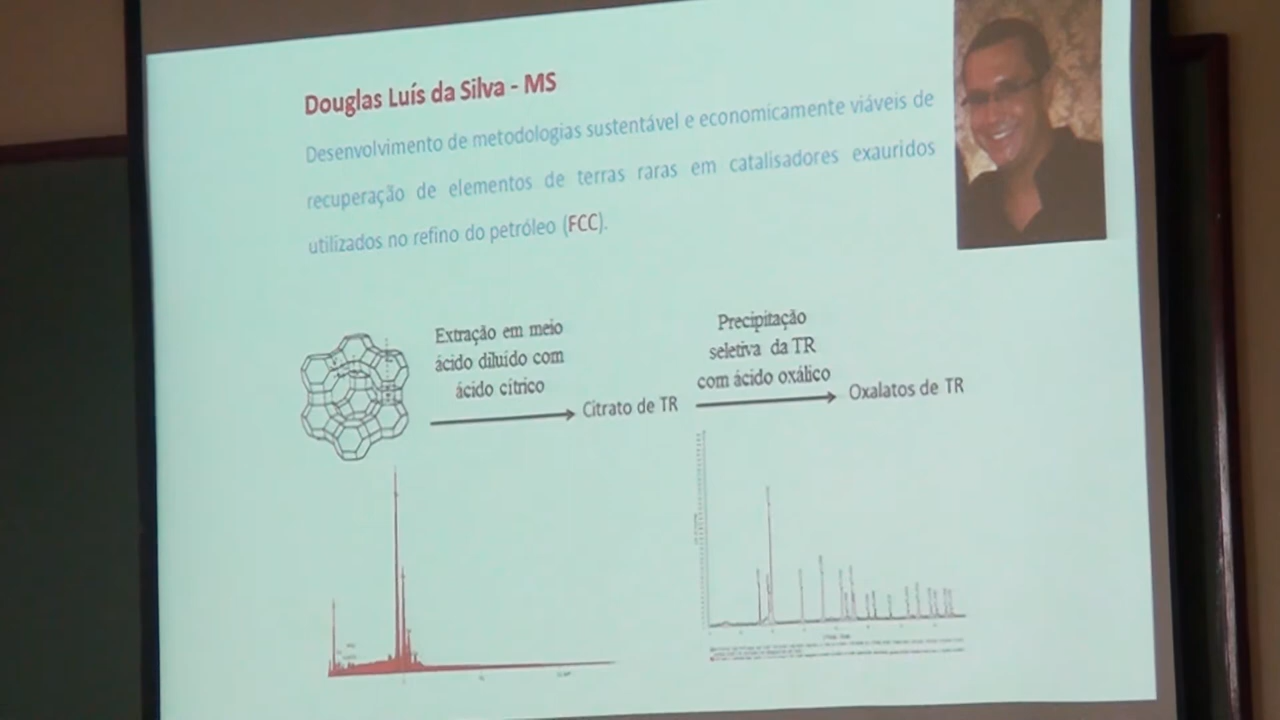 Douglas Luís da Silva - MS
Desenvolvimento de metodologias sustentável e economicamente viáveis de
recuperação de elementos de terras raras em catalisadores exauridos
utilizados no refino do petróleo (FCC).
Extração em meio
ácido diluído com
ácido cítrico
Citrato de TR
Precipitação
seletiva da TR
com ácido oxálico
Oxalatos de TR